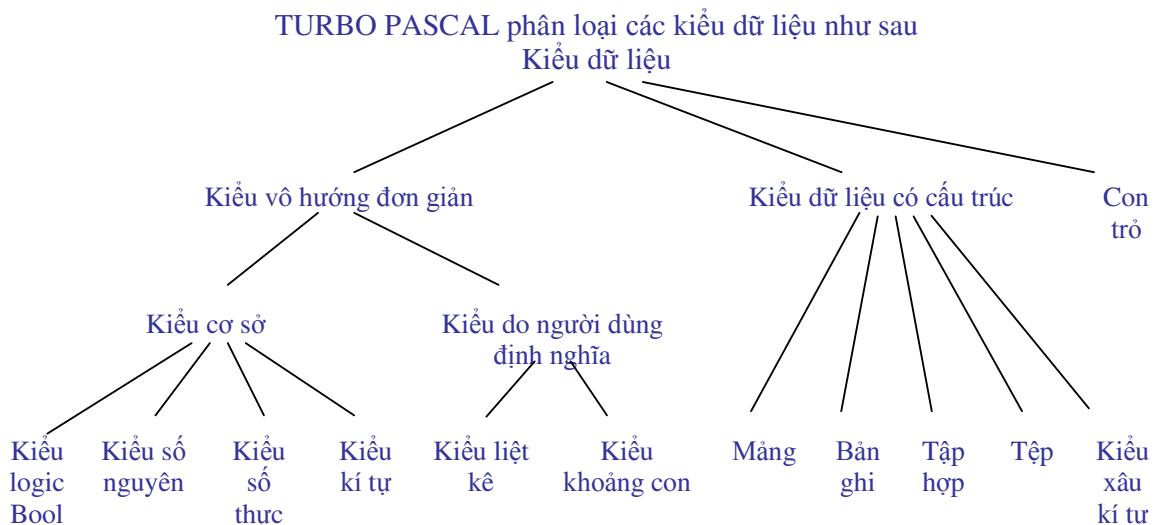 TURBO PASCAL phân loại các kiểu dữ liệu như sau
Kiểu dữ liệu
Kiểu vô hướng đơn giản
Kiểu dữ liệu có cấu trúc
Con
trỏ
Kiểu cơ sở
Kiểu do người dùng
định nghĩa
Kiểu
logic
Bool
Kiểu số
nguyên
Kiểu
số
thực
Kiểu
kí tự
Kiểu liệt
kê
Kiểu
khoảng con
Mảng
Bản
ghi
Tập
hợp
Tệp
Kiểu
xâu
kí tự